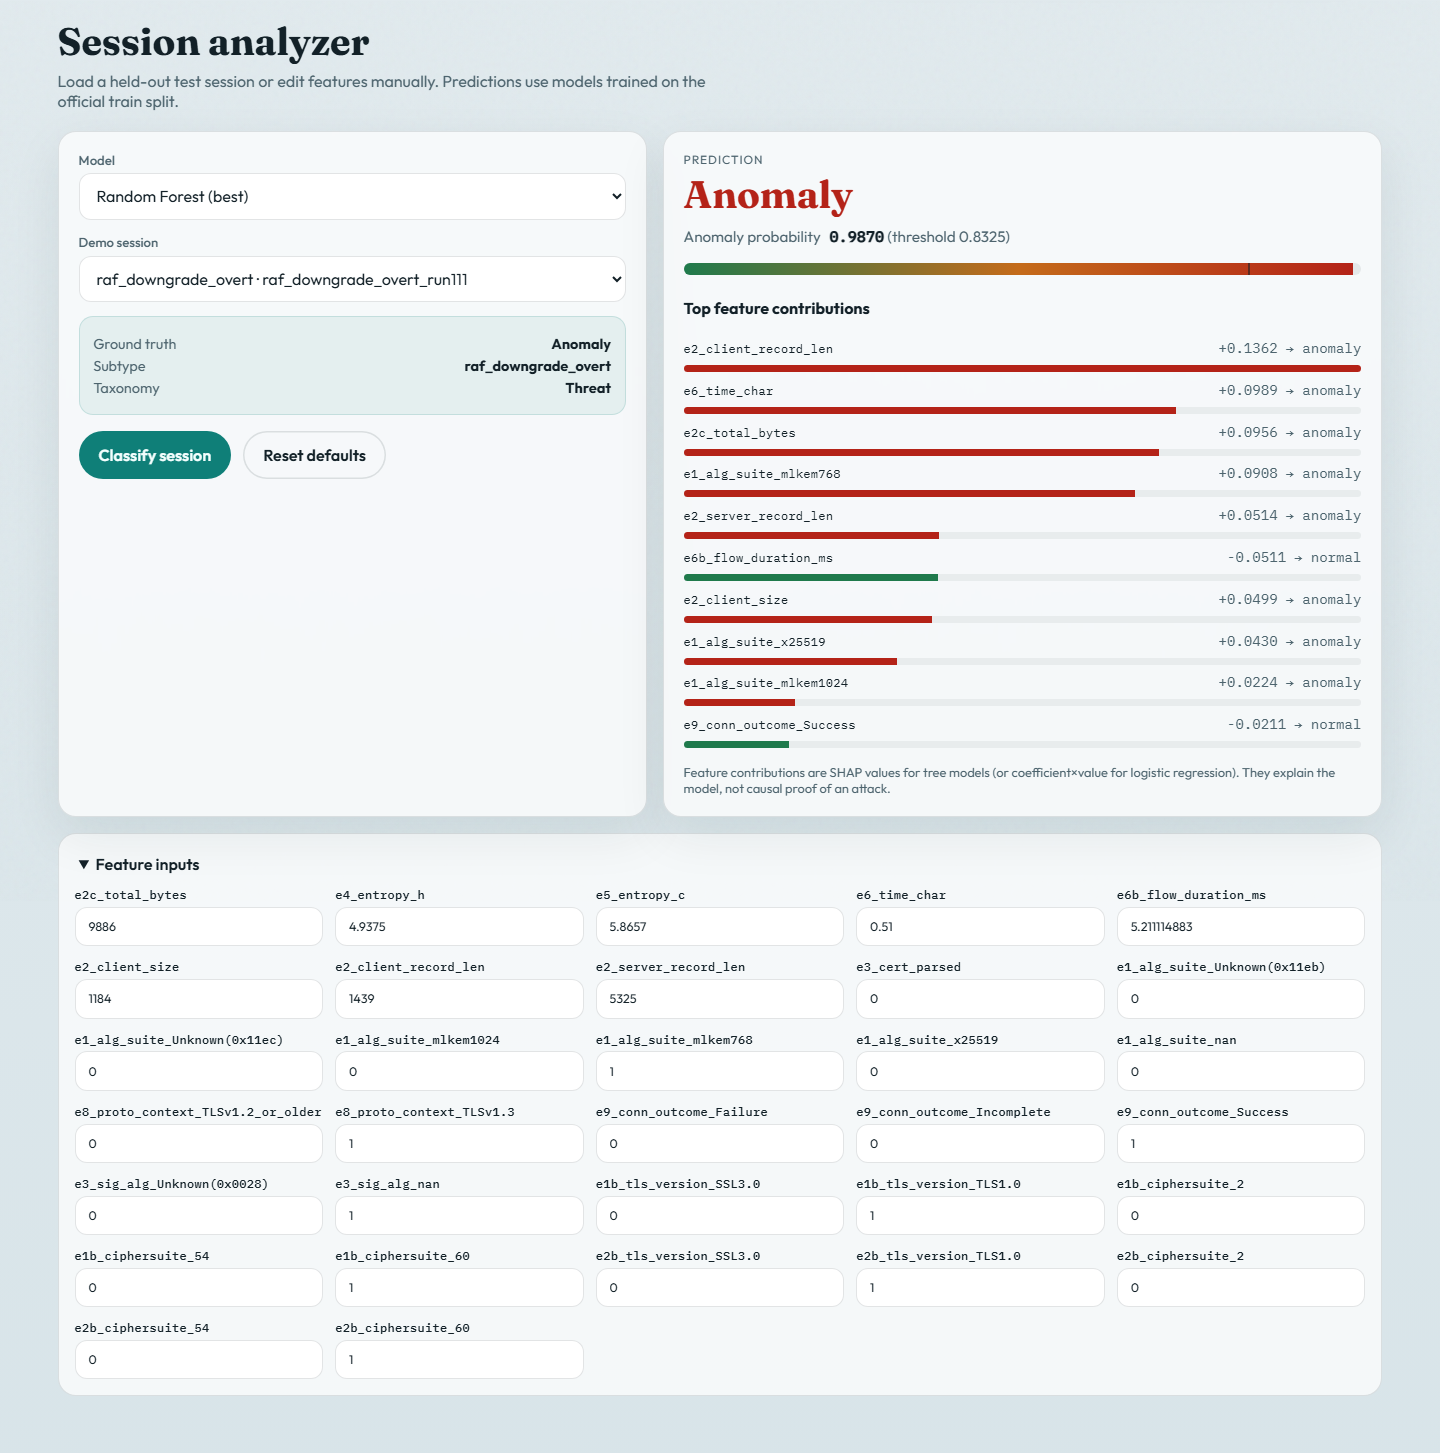 Session analyzer
Load a held-out test session or edit features manually. Predictions use models trained on the
official train split.
Model
Random Forest (best)
Demo session
raf_downgrade_overt · raf_downgrade_overt_run111
Ground truth Anomaly
Subtype raf_downgrade_overt
Taxonomy Threat
Classify session Reset defaults
PREDICTION
Anomaly
Anomaly probability 0.9870 (threshold 0.8325)
Top feature contributions
e2_client_record_len +0.1362 → anomaly
e6_time_char +0.0989 → anomaly
e2c_total_bytes +0.0956 → anomaly
e1_alg_suite_mlkem768 +0.0908 → anomaly
e2_server_record_len +0.0514 → anomaly
e6b_flow_duration_ms -0.0511 → normal
e2_client_size +0.0499 → anomaly
e1_alg_suite_x25519 +0.0430 → anomaly
e1_alg_suite_mlkem1024 +0.0224 → anomaly
e9_conn_outcome_Success -0.0211 → normal
Feature contributions are SHAP values for tree models (or coefficient×value for logistic regression). They explain the
model, not causal proof of an attack.
▼ Feature inputs
e2c_total_bytes e4_entropy_h e5_entropy_c e6_time_char e6b_flow_duration_ms
9886 4.9375 5.8657 0.51 5.211114883
e2_client_size e2_client_record_len e2_server_record_len e3_cert_parsed e1_alg_suite_Unknown(0x11eb)
1184 1439 5325 0 0
e1_alg_suite_Unknown(0x11ec) e1_alg_suite_mlkem1024 e1_alg_suite_mlkem768 e1_alg_suite_x25519 e1_alg_suite_nan
0 0 1 0 0
e8_proto_context_TLSv1.2_or_older e8_proto_context_TLSv1.3 e9_conn_outcome_Failure e9_conn_outcome_Incomplete e9_conn_outcome_Success
0 1 0 0 1
e3_sig_alg_Unknown(0x0028) e3_sig_alg_nan e1b_tls_version_SSL3.0 e1b_tls_version_TLS1.0 e1b_ciphersuite_2
0 1 0 1 0
e1b_ciphersuite_54 e1b_ciphersuite_60 e2b_tls_version_SSL3.0 e2b_tls_version_TLS1.0 e2b_ciphersuite_2
0 1 0 1 0
e2b_ciphersuite_54 e2b_ciphersuite_60
0 1